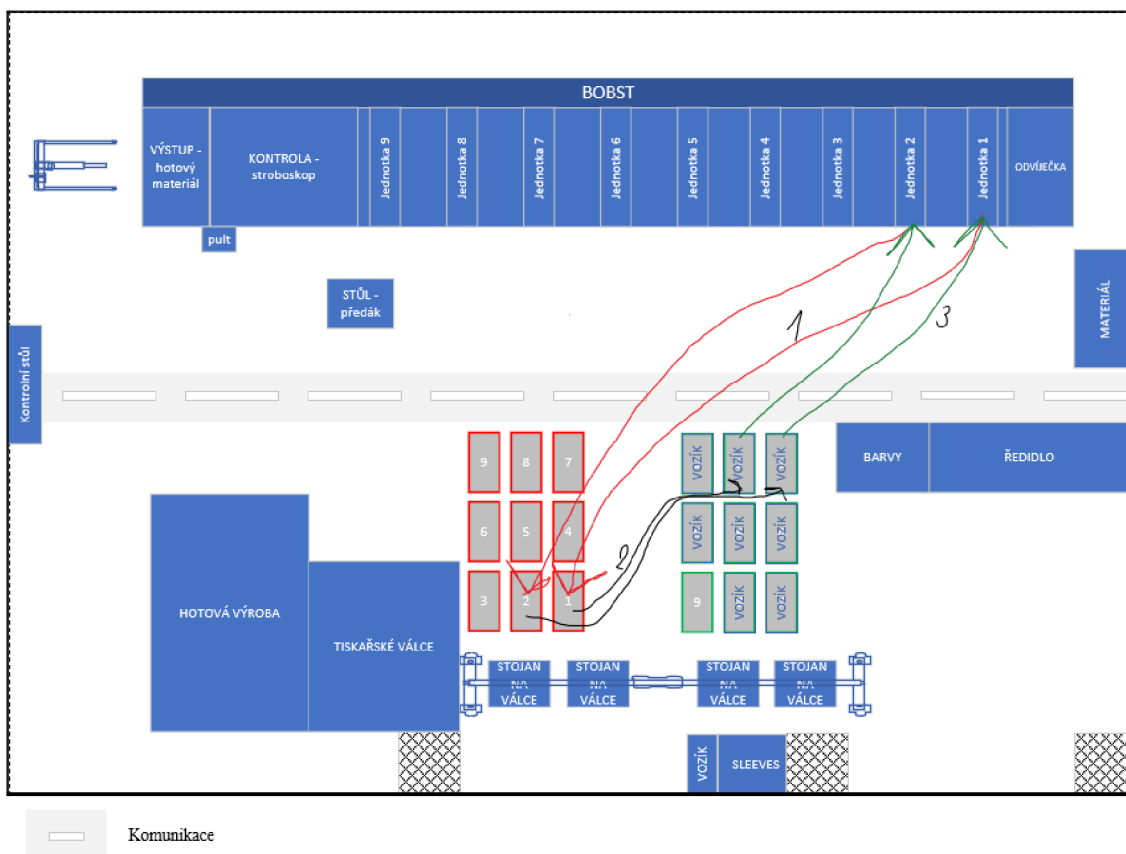 BOBST
VÝSTUP -
hotový
materiál
KONTROLA -
stroboskop
Jednotka 9
Jednotka 8
Jednotka 7
Jednotka 6
Jednotka 5
Jednotka 4
Jednotka 3
Jednotka 2
Jednotka 1
ODVÍJEČKA
pult
STŮL -
předák
MATERIÁL
Kontrolní stůl
1
3
9
8
7
VOZÍK
VOZÍK
VOZÍK
BARVY
ŘEDIDLO
6
5
4
VOZÍK
VOZÍK
VOZÍK
2
3
2
1
9
VOZÍK
VOZÍK
HOTOVÁ VÝROBA
TISKAŘSKÉ VÁLCE
STOJAN
NA
VÁLCE
STOJAN
NA
VÁLCE
STOJAN
NA
VÁLCE
STOJAN
NA
VÁLCE
VOZÍK
SLEEVES
Komunikace